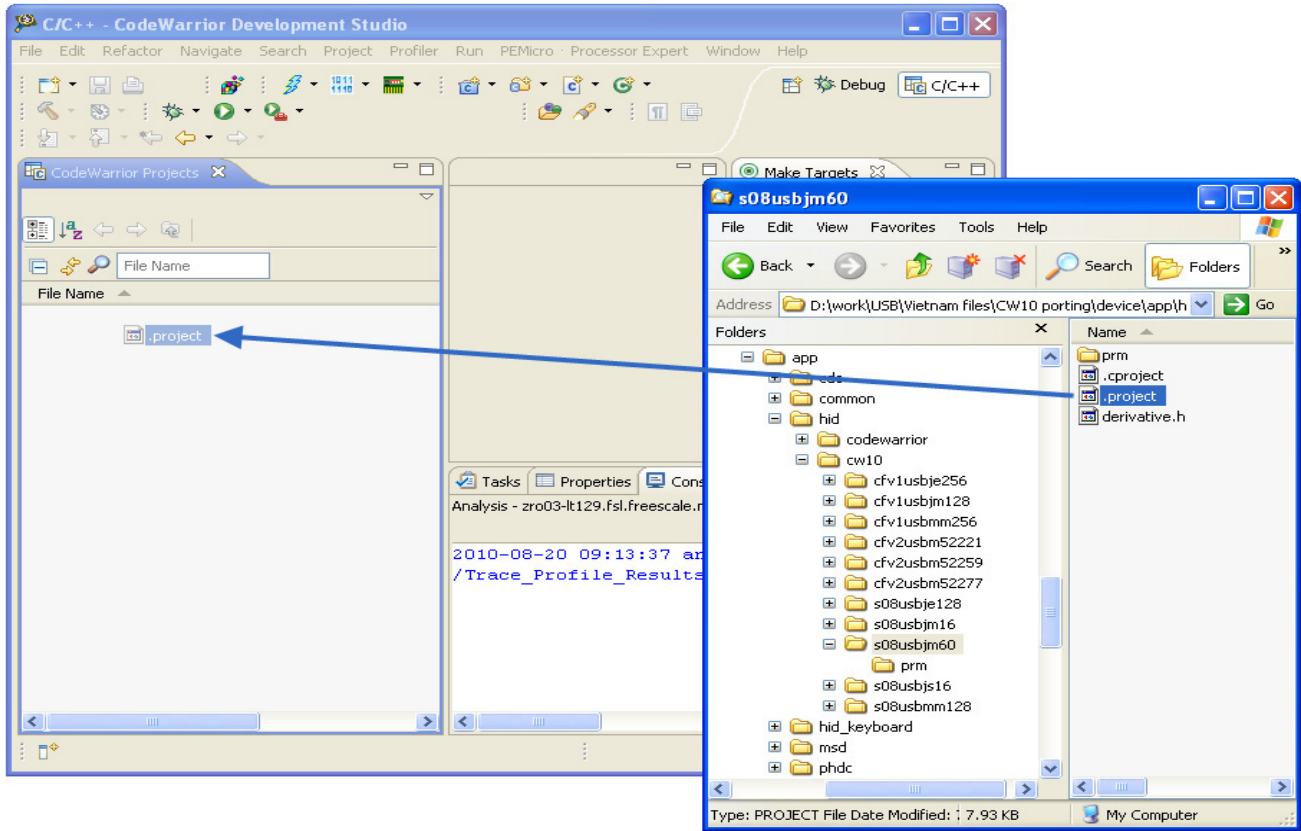 C/C++ - CodeWarrior Development Studio
File Edit Refactor Navigate Search Project Profiler Run PEMicro Processor Expert Window Help
Debug C/C++
CodeWarrior Projects
File Name
File Name
.project
Make Targets
Tasks Properties Cons
Analysis - zro03-lt129.fsl.freescale.
2010-08-20 09:13:37 an
/Trace_Profile_Results
s08usbjm60
File Edit View Favorites Tools Help
Back Search Folders
Address D:\work\USB\Vietnam files\CW10 porting\device\app\h Go
Folders
app
cdc
common
hid
codewarrior
cw10
cfv1usbje256
cfv1usbjm128
cfv1usbmm256
cfv2usbm52221
cfv2usbm52259
cfv2usbm52277
s08usbje128
s08usbjm16
s08usbjm60
prm
s08usbjs16
s08usbmm128
hid_keyboard
msd
phdc
Name
prm
.cproject
.project
derivative.h
Type: PROJECT File Date Modified: 7.93 KB My Computer